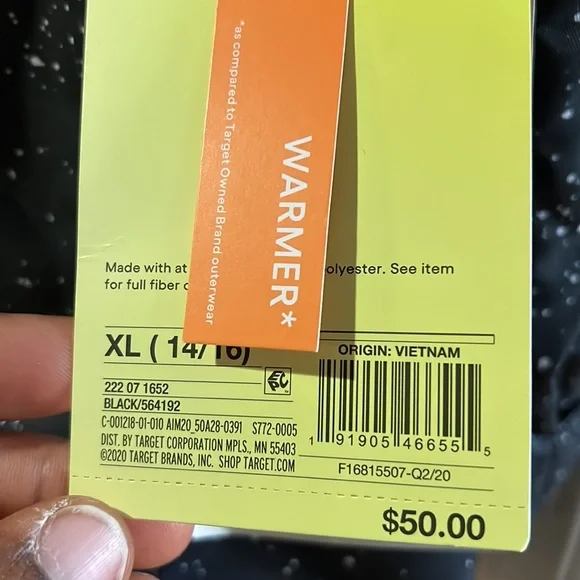 WARMER*
*as compared to Target Owned Brand outerwear
Made with at olyester. See item
for full fiber
XL ( 14/16)
ORIGIN: VIETNAM
EPC
222 07 1652
BLACK/564192
C-001218-01-010 AIM20_50A28-0391 S772-0005
DIST. BY TARGET CORPORATION MPLS., MN 55403
©2020 TARGET BRANDS, INC. SHOP TARGET.COM
1 91905 46655 5
F16815507-Q2/20
$50.00